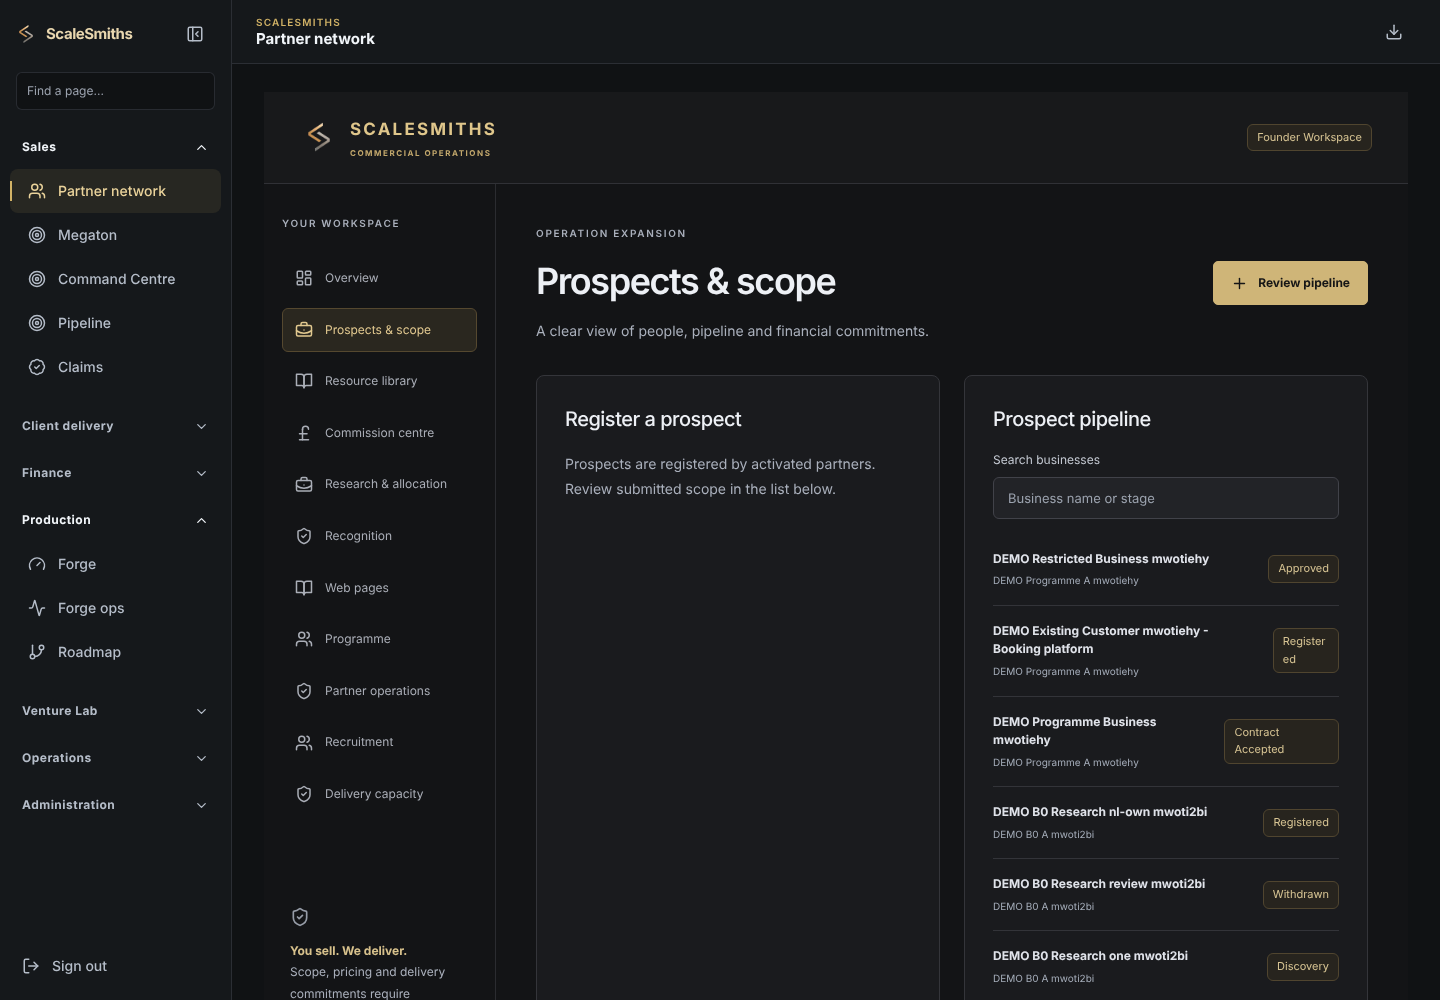 ScaleSmiths
Find a page...
Sales
Partner network
Megaton
Command Centre
Pipeline
Claims
Client delivery
Finance
Production
Forge
Forge ops
Roadmap
Venture Lab
Operations
Administration
Sign out
SCALESMITHS
Partner network
SCALESMITHS
COMMERCIAL OPERATIONS
Founder Workspace
YOUR WORKSPACE
Overview
Prospects & scope
Resource library
Commission centre
Research & allocation
Recognition
Web pages
Programme
Partner operations
Recruitment
Delivery capacity
You sell. We deliver.
Scope, pricing and delivery
commitments require
OPERATION EXPANSION
Prospects & scope
Review pipeline
A clear view of people, pipeline and financial commitments.
Register a prospect
Prospects are registered by activated partners.
Review submitted scope in the list below.
Prospect pipeline
Search businesses
Business name or stage
DEMO Restricted Business mwotiehy
DEMO Programme A mwotiehy
Approved
DEMO Existing Customer mwotiehy -
Booking platform
DEMO Programme A mwotiehy
Register
ed
DEMO Programme Business
mwotiehy
DEMO Programme A mwotiehy
Contract
Accepted
DEMO B0 Research nl-own mwoti2bi
DEMO B0 A mwoti2bi
Registered
DEMO B0 Research review mwoti2bi
DEMO B0 A mwoti2bi
Withdrawn
DEMO B0 Research one mwoti2bi
DEMO B0 A mwoti2bi
Discovery